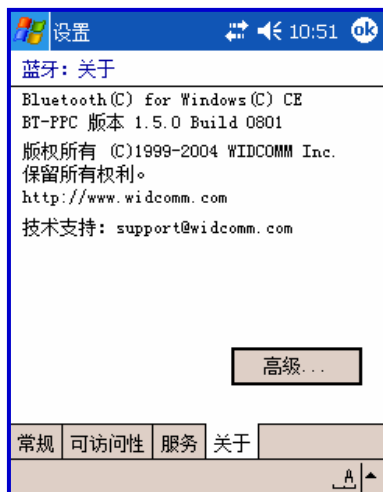 设置 10:51 ok
蓝牙: 关于
Bluetooth(C) for Windows(C) CE
BT-PPC 版本 1.5.0 Build 0801
版权所有 (C)1999-2004 WIDCOMM Inc.
保留所有权利。
http://www.widcomm.com
技术支持: support@widcomm.com
高级...
常规 可访问性 服务 关于
A